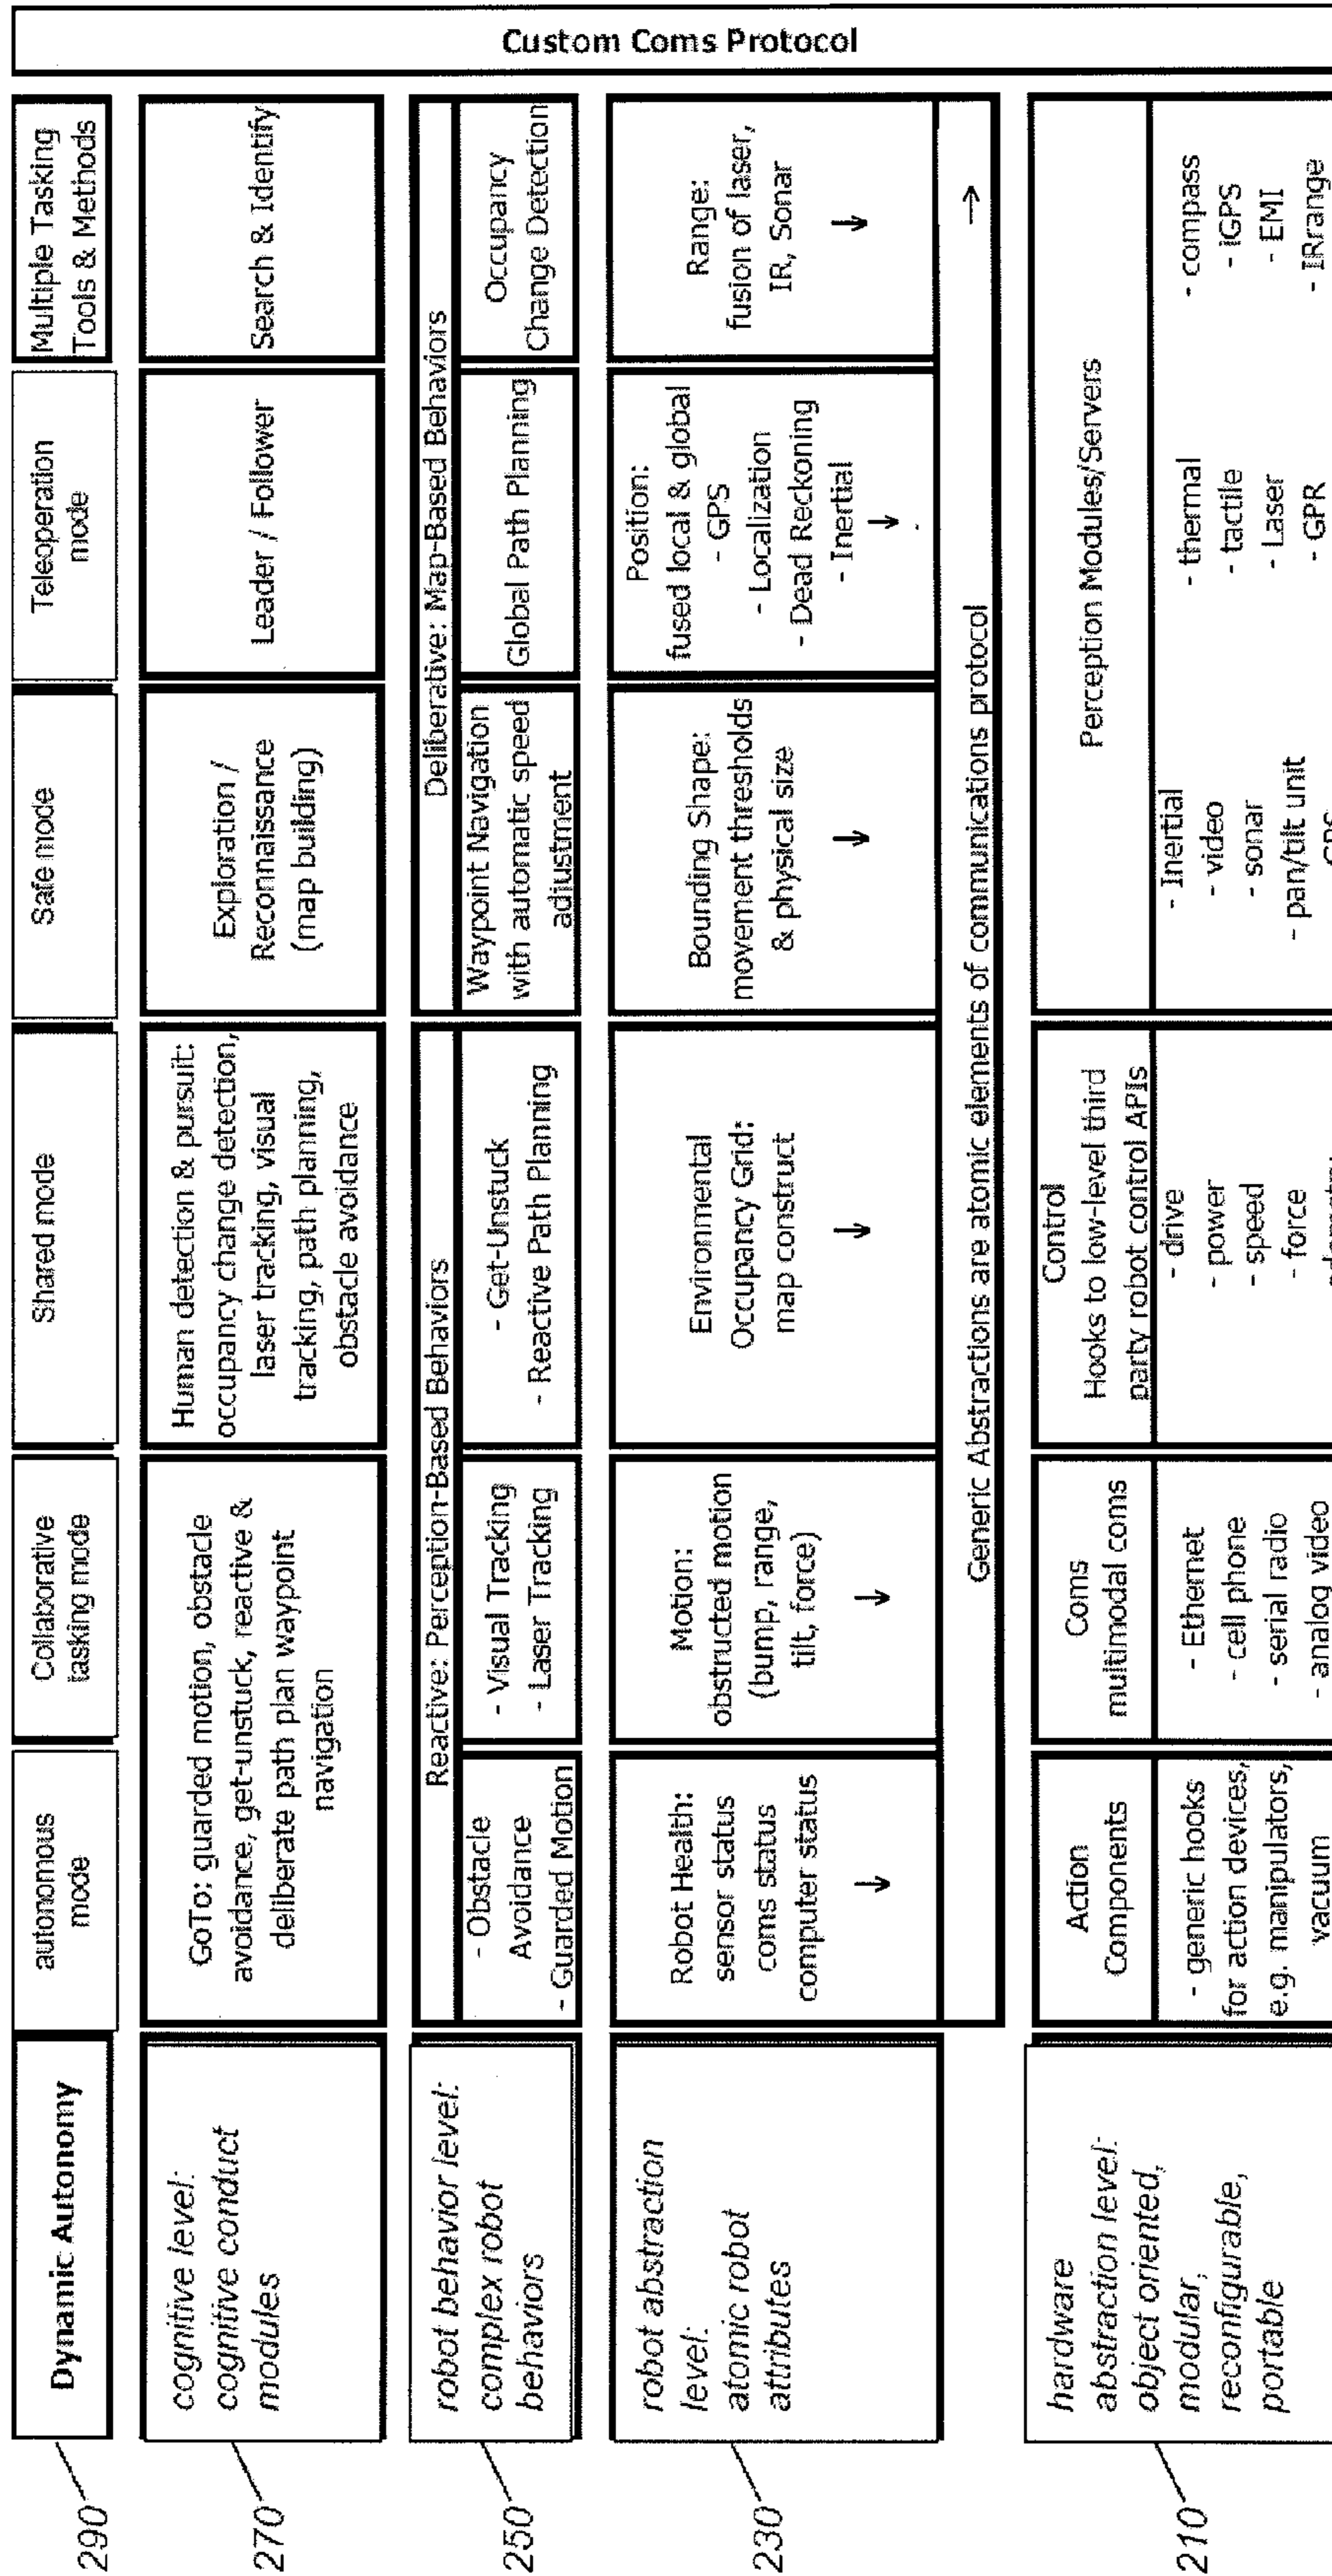 290
Dynamic Autonomy
autonomous
mode
Collaborative
tasking mode
Shared mode
Safe mode
Teleoperation
mode
Multiple Tasking
Tools & Methods
270
cognitive level:
cognitive conduct
modules
GoTo: guarded motion, obstacle
avoidance, get-unstuck, reactive &
deliberate path plan waypoint
navigation
Human detection & pursuit:
occupancy change detection,
laser tracking, visual
tracking, path planning,
obstacle avoidance
Exploration /
Reconnaissance
(map building)
Leader / Follower
Search & Identify
250
robot behavior level:
complex robot
behaviors
Reactive: Perception-Based Behaviors
- Obstacle
Avoidance
- Guarded Motion
- Visual Tracking
- Laser Tracking
- Get-Unstuck
- Reactive Path Planning
Deliberative: Map-Based Behaviors
Waypoint Navigation
with automatic speed
adjustment
Global Path Planning
Occupancy
Change Detection
230
robot abstraction
level:
atomic robot
attributes
Robot Health:
sensor status
coms status
computer status
↓
Motion:
obstructed motion
(bump, range,
tilt, force)
↓
Environmental
Occupancy Grid:
map construct
↓
Bounding Shape:
movement thresholds
& physical size
↓
Position:
fused local & global
- GPS
- Localization
- Dead Reckoning
- Inertial
↓
Range:
fusion of laser,
IR, Sonar
↓
Generic Abstractions are atomic elements of communications protocol
→
210
hardware
abstraction level:
object oriented,
modular,
reconfigurable,
portable
Action
Components
- generic hooks
for action devices,
e.g. manipulators,
vacuum
Coms
multimodal coms
- Ethernet
- cell phone
- serial radio
- analog video
Control
Hooks to low-level third
party robot control APIs
- drive
- power
- speed
- force
Perception Modules/Servers
- Inertial
- video
- sonar
- pan/tilt unit
- thermal
- tactile
- Laser
- GPR
- compass
- iGPS
- EMI
- IRrange
Custom Coms Protocol